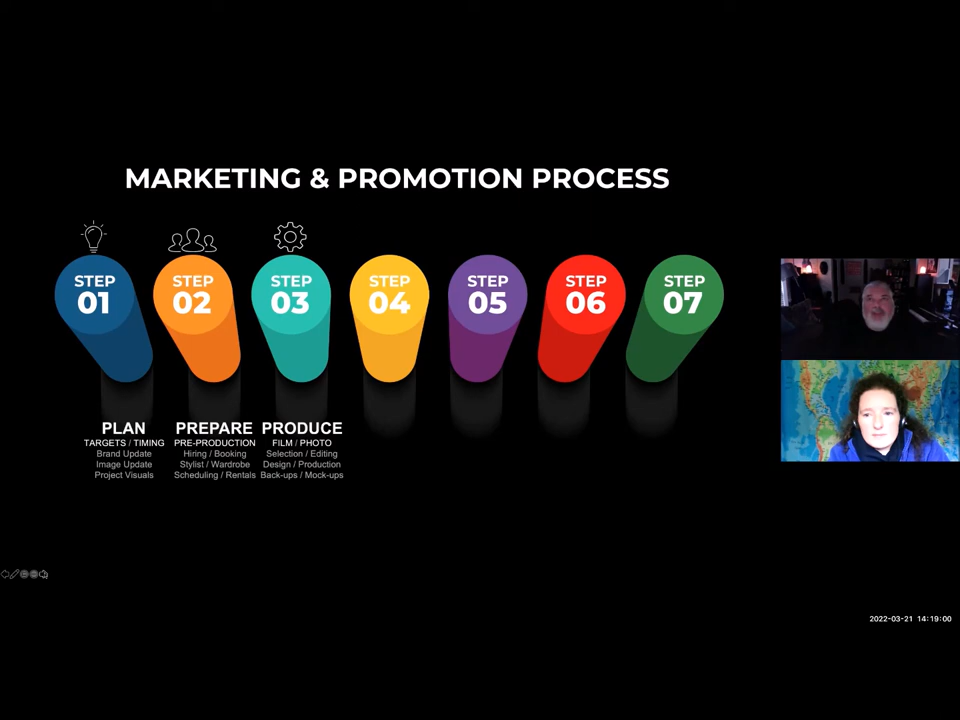 MARKETING & PROMOTION PROCESS
STEP
01
STEP
02
STEP
03
STEP
04
STEP
05
STEP
06
STEP
07
PLAN
TARGETS / TIMING
Brand Update
Image Update
Project Visuals
PREPARE
PRE-PRODUCTION
Hiring / Booking
Stylist / Wardrobe
Scheduling / Rentals
PRODUCE
FILM / PHOTO
Selection / Editing
Design / Production
Back-ups / Mock-ups
2022-03-21 14:19:00